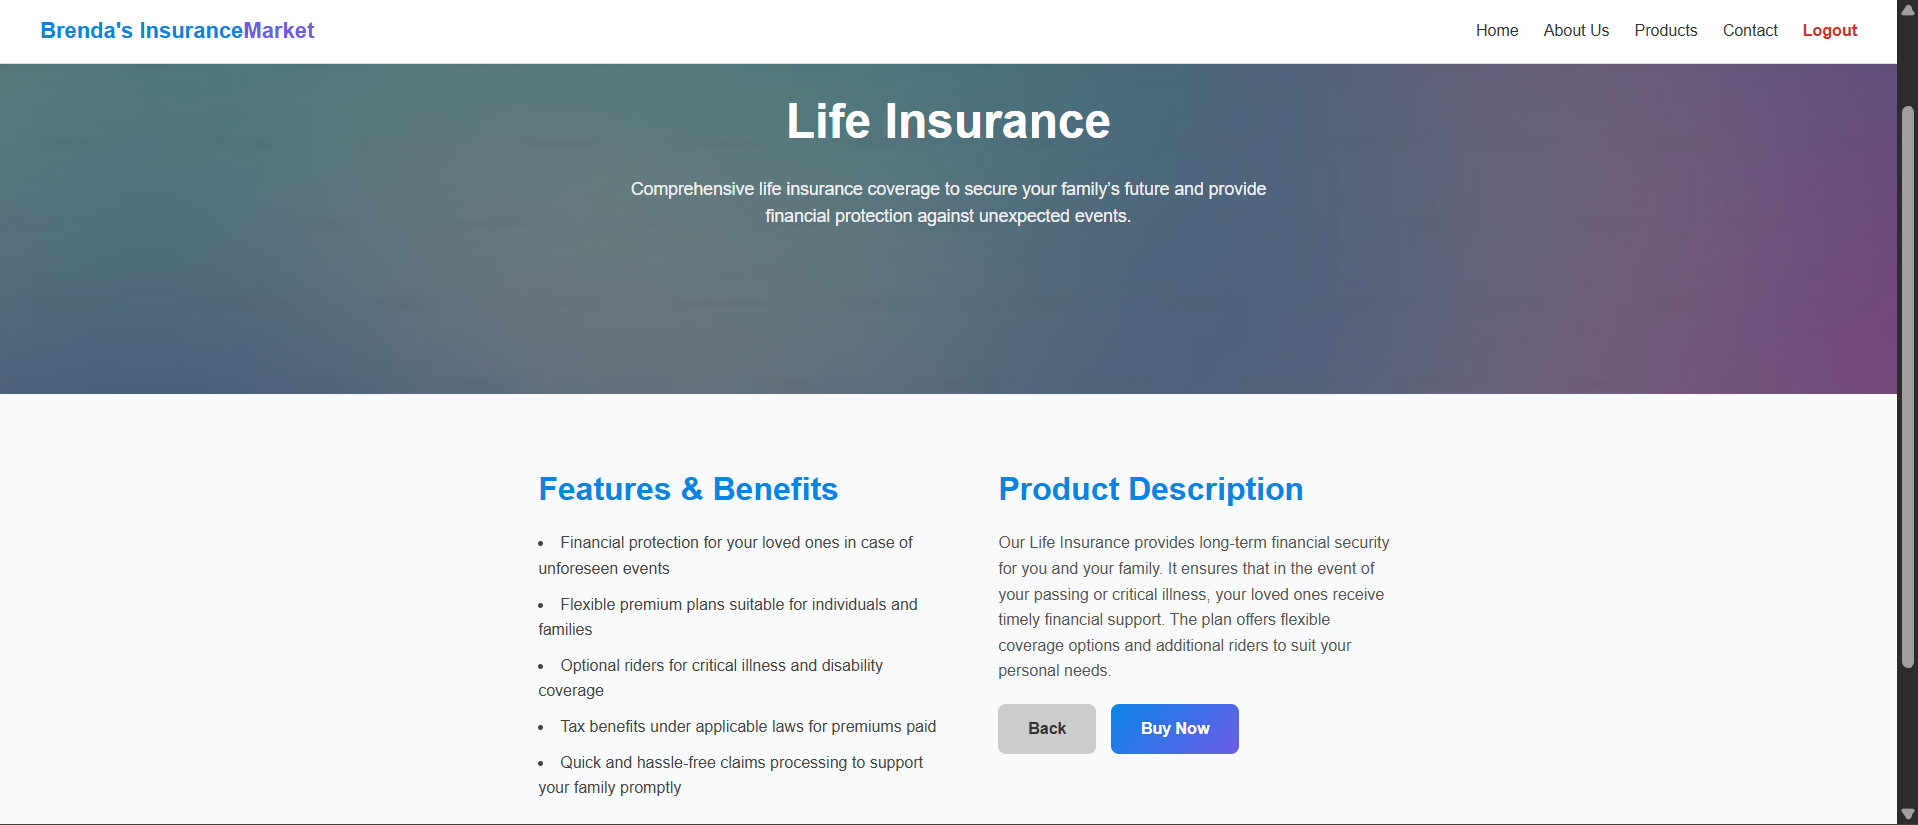 Brenda's InsuranceMarket
Home About Us Products Contact Logout
Life Insurance
Comprehensive life insurance coverage to secure your family’s future and provide
financial protection against unexpected events.
Features & Benefits
• Financial protection for your loved ones in case of
unforeseen events
• Flexible premium plans suitable for individuals and
families
• Optional riders for critical illness and disability
coverage
• Tax benefits under applicable laws for premiums paid
• Quick and hassle-free claims processing to support
your family promptly
Product Description
Our Life Insurance provides long-term financial security
for you and your family. It ensures that in the event of
your passing or critical illness, your loved ones receive
timely financial support. The plan offers flexible
coverage options and additional riders to suit your
personal needs.
Back Buy Now